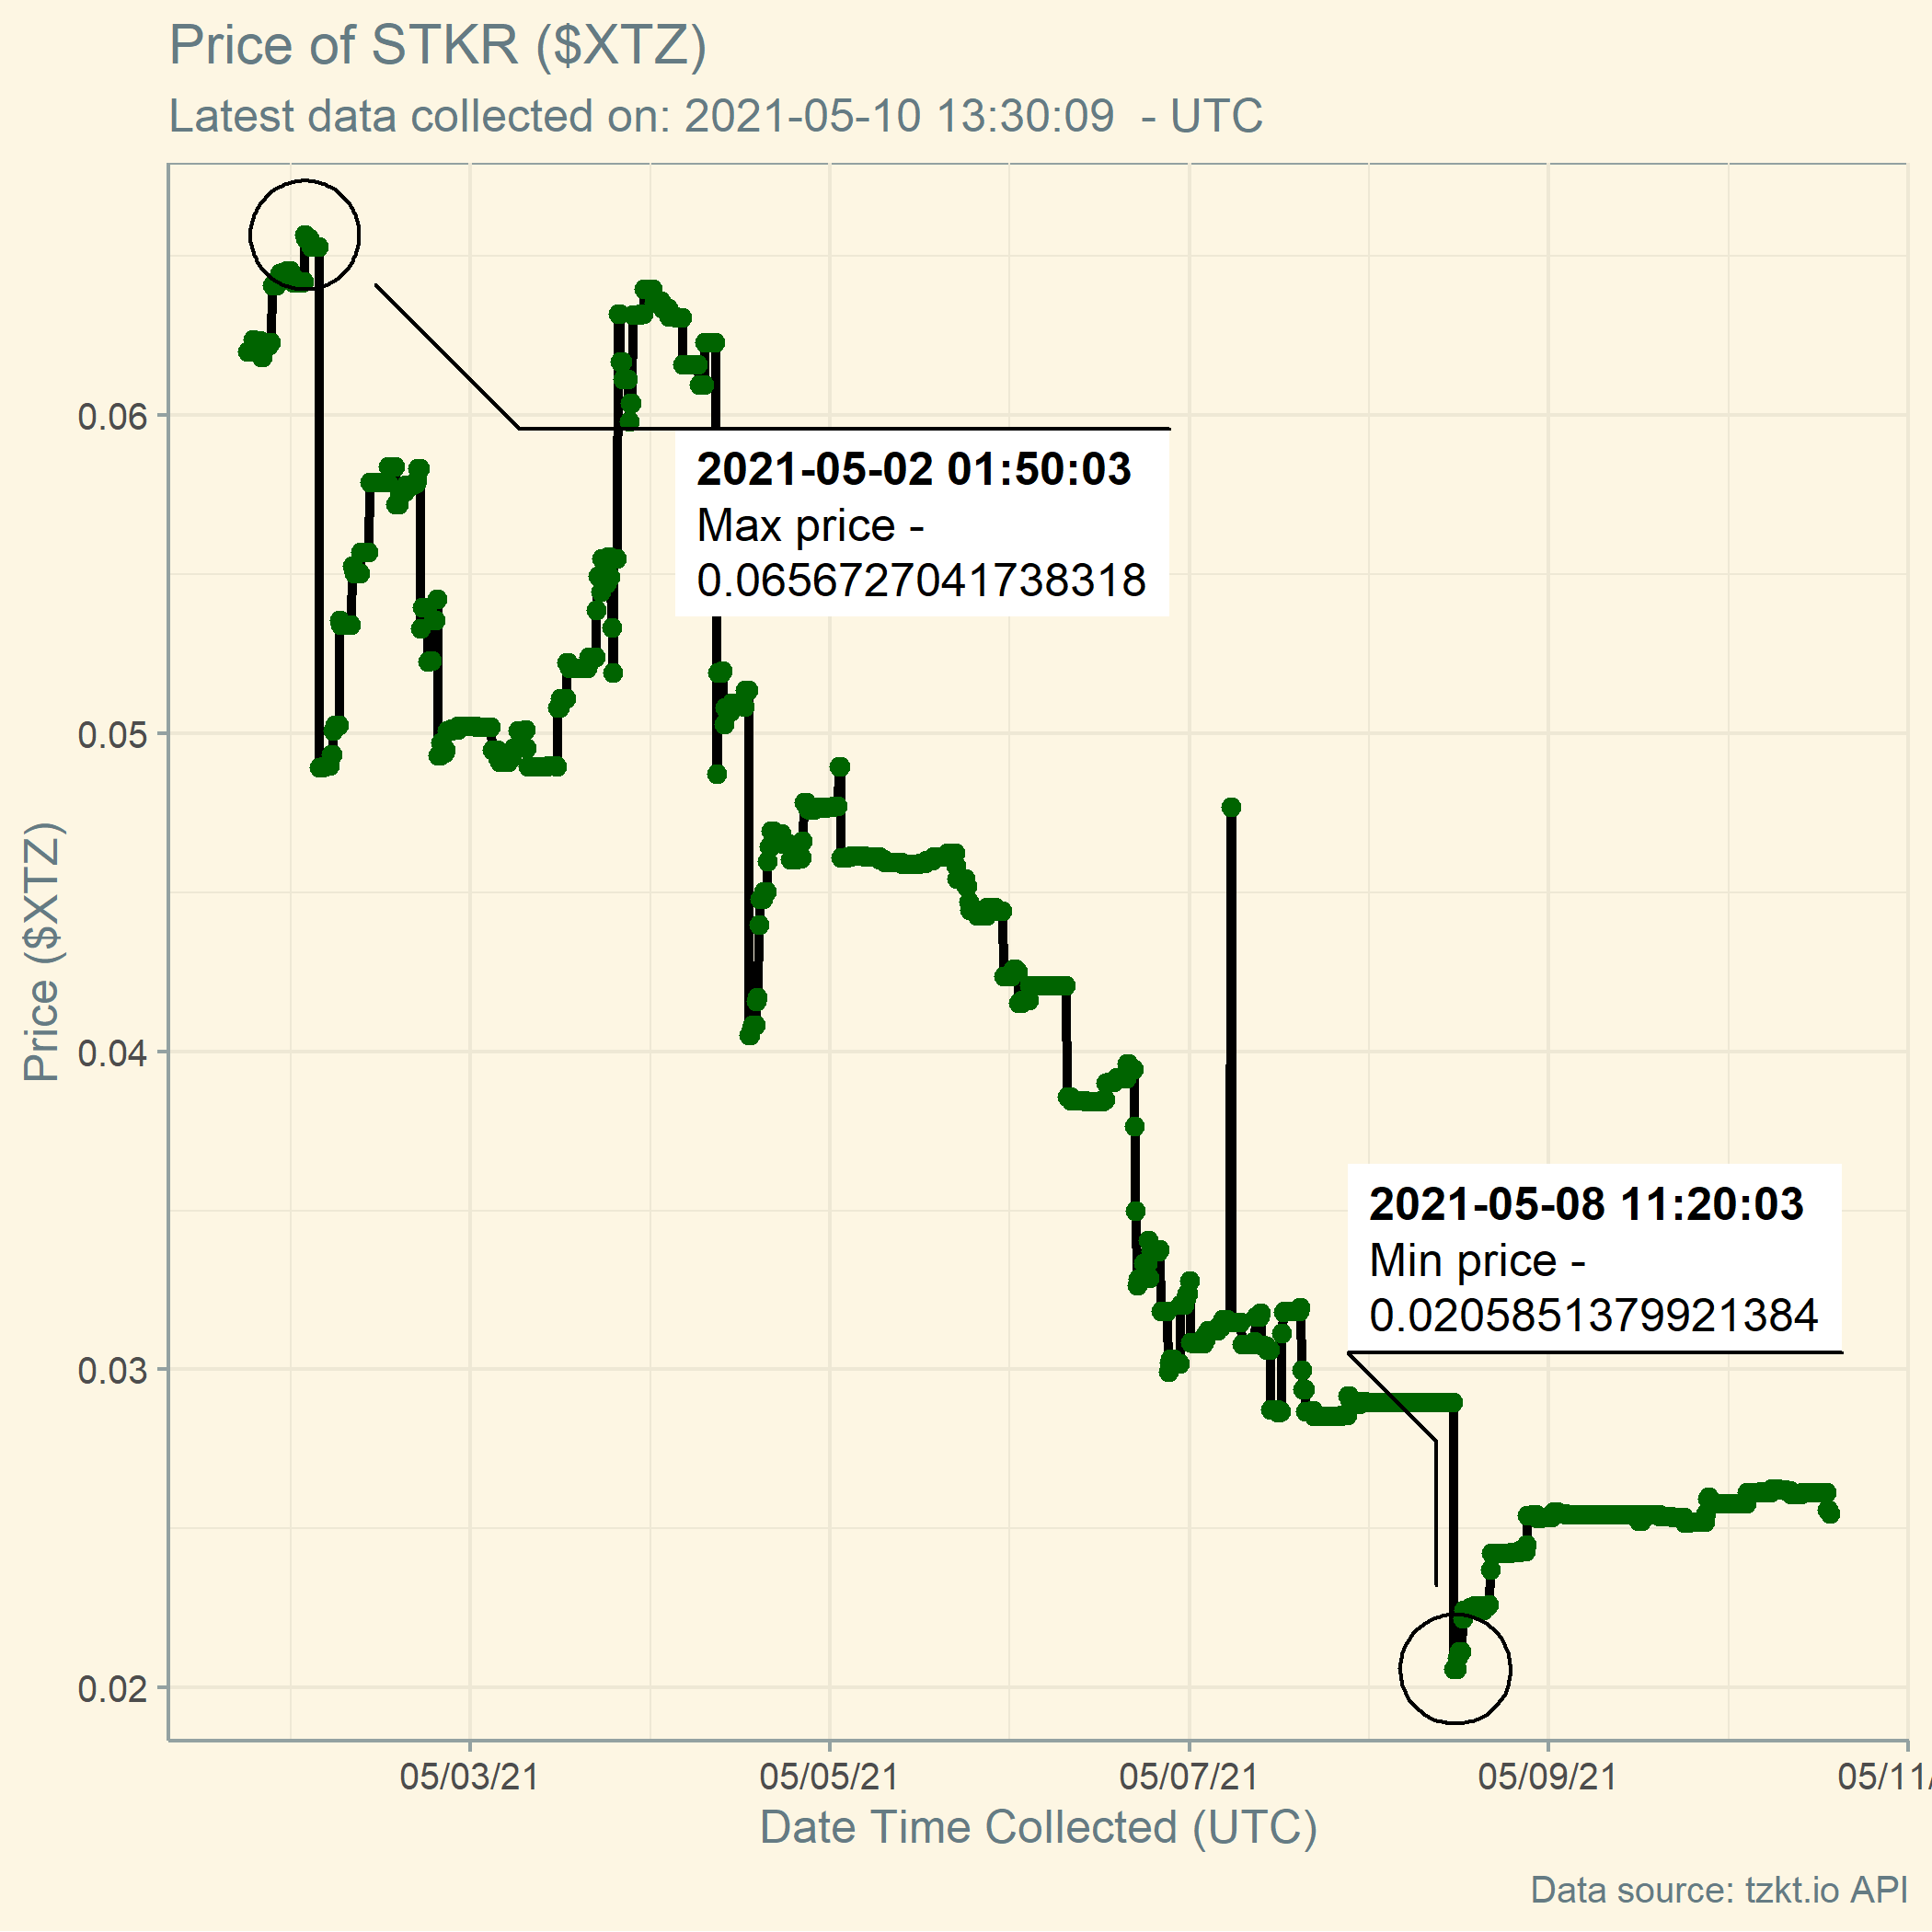 Price of STKR ($XTZ)
Latest data collected on: 2021-05-10 13:30:09  - UTC
Price ($XTZ)
0.06
0.05
0.04
0.03
0.02
2021-05-02 01:50:03
Max price -
0.0656727041738318
2021-05-08 11:20:03
Min price -
0.0205851379921384
05/03/21
05/05/21
05/07/21
05/09/21
05/11/
Date Time Collected (UTC)
Data source: tzkt.io API